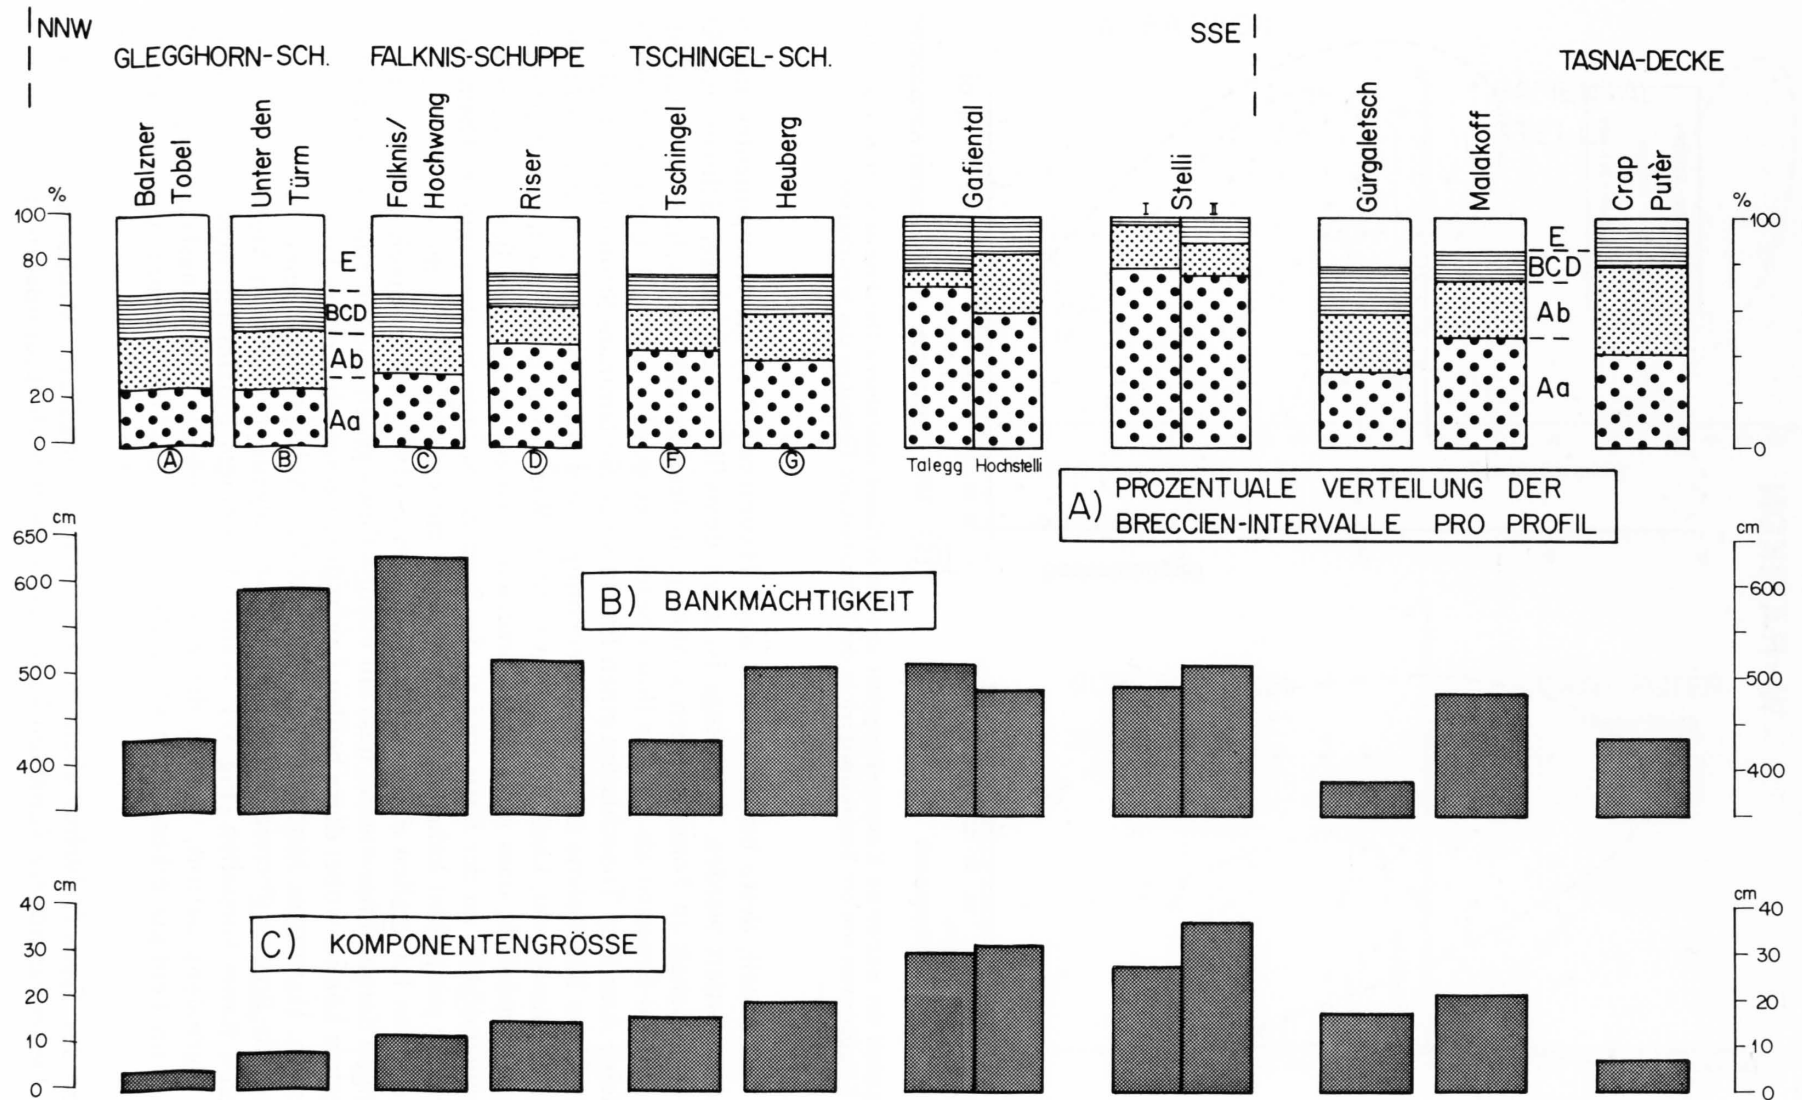 NNW
SSE
GLEGGHORN-SCH.
FALKNIS-SCHUPPE
TSCHINGEL-SCH.
TASNA-DECKE
Balzner
Tobel
Unter den
Türm
Falknis/
Hochwang
Riser
Tschingel
Heuberg
Gafiental
Stelli
I
II
Gürgaletsch
Malakoff
Crap
Putèr
%
100
80
20
0
E
BCD
Ab
Aa
E
BCD
Ab
Aa
%
100
0
A
B
C
D
F
G
Talegg
Hochstelli
A) PROZENTUALE VERTEILUNG DER
BRECCIEN-INTERVALLE PRO PROFIL
cm
650
600
500
400
B) BANKMÄCHTIGKEIT
cm
600
500
400
cm
40
30
20
10
0
C) KOMPONENTENGRÖSSE
cm
40
30
20
10
0